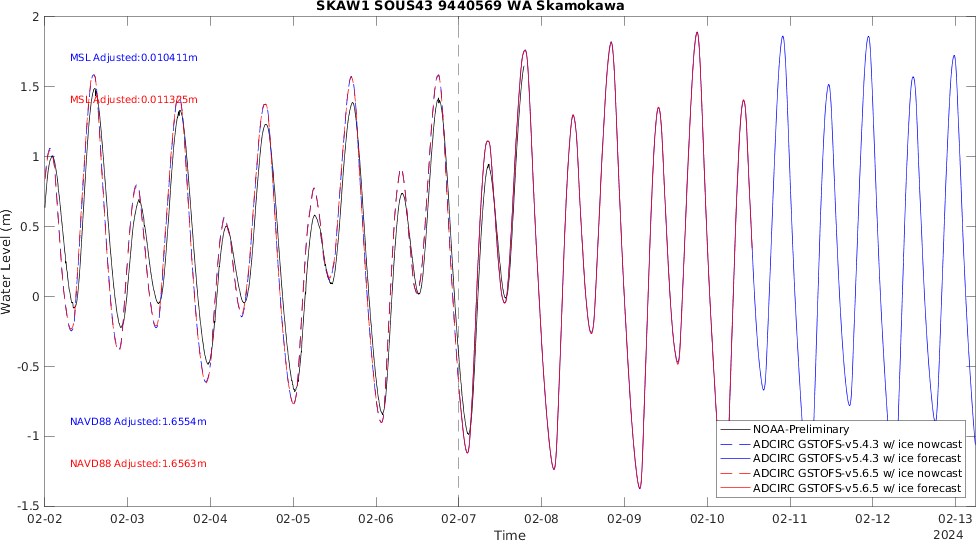 SKAW1 SOUS43 9440569 WA Skamokawa
2
MSL Adjusted:0.010411m
1.5
MSL Adjusted:0.011325m
1
0.5
Water Level (m)
0
-0.5
NAVD88 Adjusted:1.6554m
-1
NAVD88 Adjusted:1.6563m
-1.5
NOAA-Preliminary
ADCIRC GSTOFS-v5.4.3 w/ ice nowcast
ADCIRC GSTOFS-v5.4.3 w/ ice forecast
ADCIRC GSTOFS-v5.6.5 w/ ice nowcast
ADCIRC GSTOFS-v5.6.5 w/ ice forecast
02-02 02-03 02-04 02-05 02-06 02-07 02-08 02-09 02-10 02-11 02-12 02-13
Time
2024